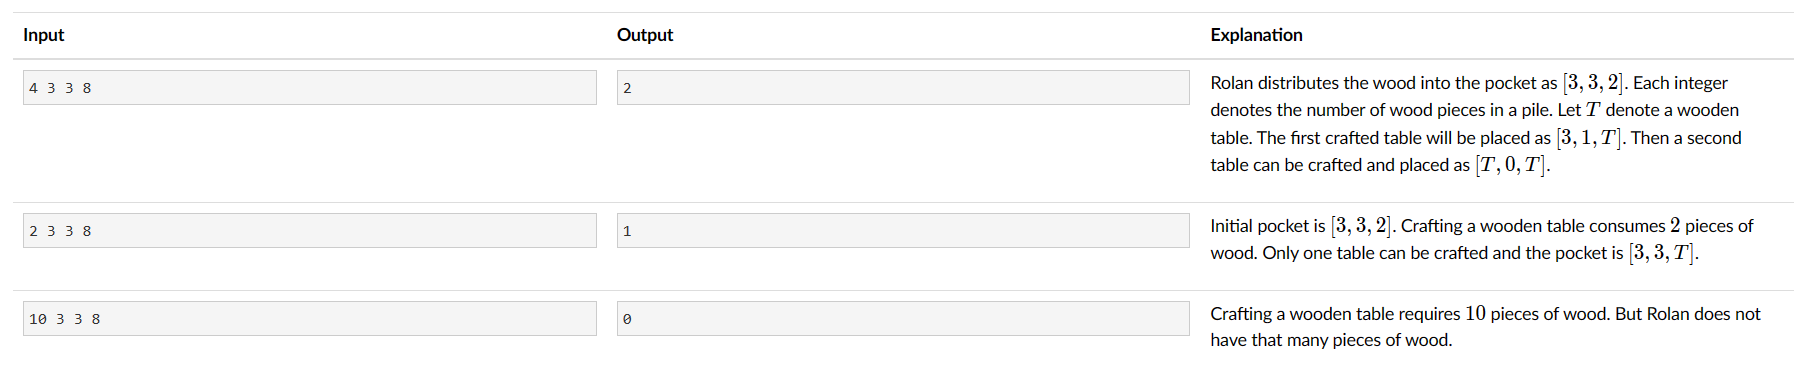 Input Output Explanation
4 3 3 8
2
Rolan distributes the wood into the pocket as [3, 3, 2]. Each integer
denotes the number of wood pieces in a pile. Let T denote a wooden
table. The first crafted table will be placed as [3, 1, T]. Then a second
table can be crafted and placed as [T, 0, T].
2 3 3 8
1
Initial pocket is [3, 3, 2]. Crafting a wooden table consumes 2 pieces of
wood. Only one table can be crafted and the pocket is [3, 3, T].
10 3 3 8
0
Crafting a wooden table requires 10 pieces of wood. But Rolan does not
have that many pieces of wood.